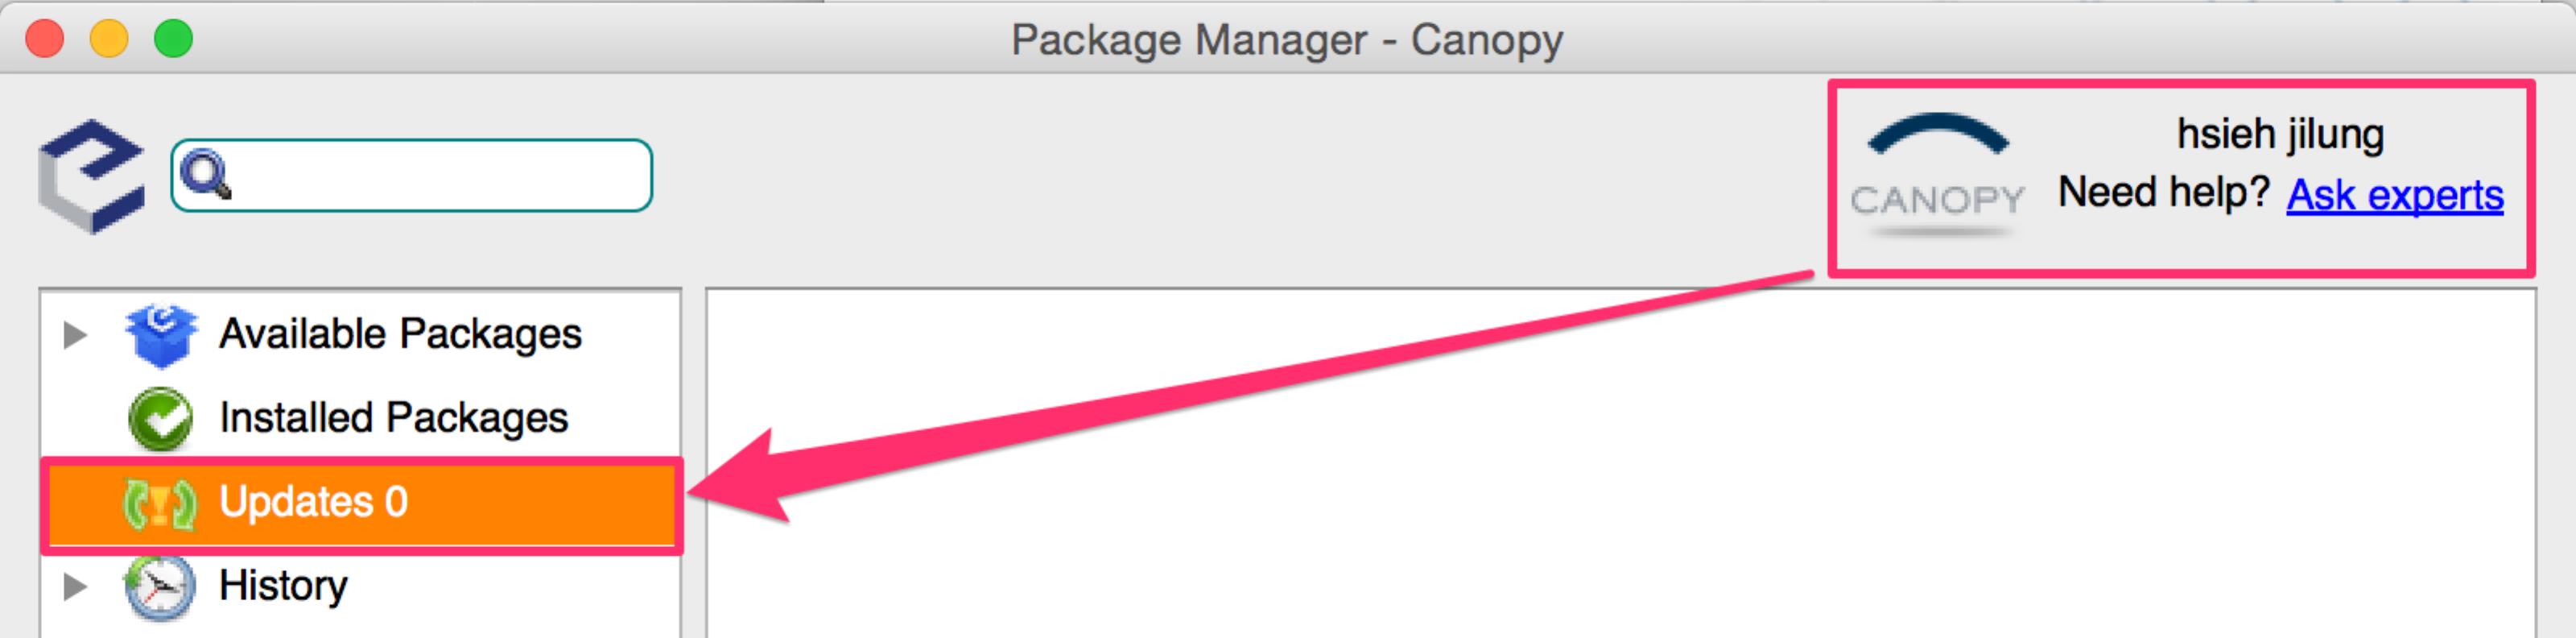 Package Manager - Canopy
hsieh jilung
CANOPY
Need help? Ask experts
Available Packages
Installed Packages
Updates 0
History